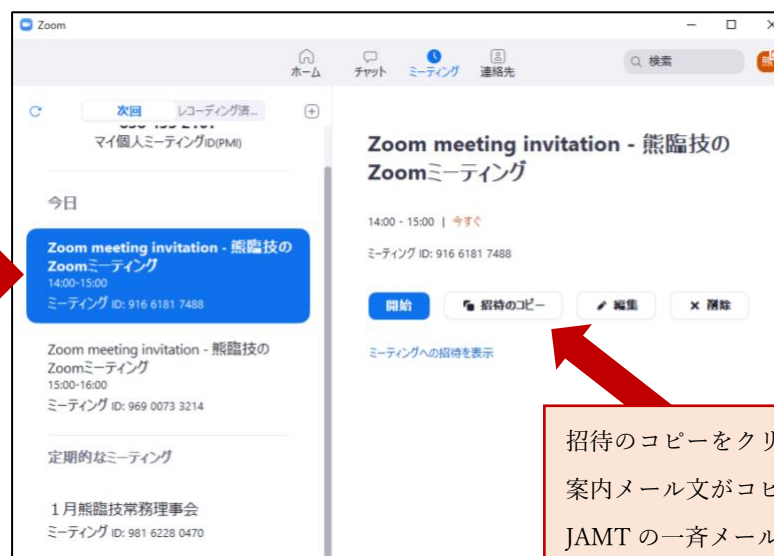 Zoom
ホーム
チャット
ミーティング
連絡先
検索
次回
レコーディング済...
マイ個人ミーティングID(PMI)
今日
Zoom meeting invitation - 熊臨技の
Zoomミーティング
14:00-15:00
ミーティング ID: 916 6181 7488
Zoom meeting invitation - 熊臨技の
Zoomミーティング
15:00-16:00
ミーティング ID: 969 0073 3214
定期的なミーティング
1月熊臨技常務理事会
ミーティング ID: 981 6228 0470
Zoom meeting invitation - 熊臨技の
Zoomミーティング
14:00 - 15:00 | 今すぐ
ミーティング ID: 916 6181 7488
開始
招待のコピー
編集
削除
ミーティングへの招待を表示
招待のコピーをクリ
案内メール文がコピ
JAMT の一斉メール